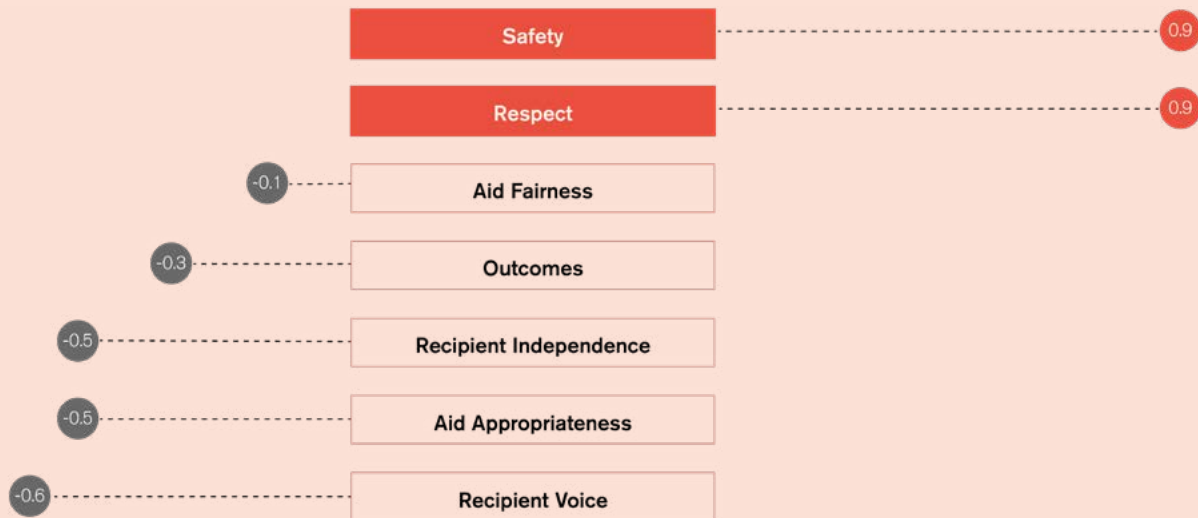 Safety 0.9
Respect 0.9
-0.1 Aid Fairness
-0.3 Outcomes
-0.5 Recipient Independence
-0.5 Aid Appropriateness
-0.6 Recipient Voice